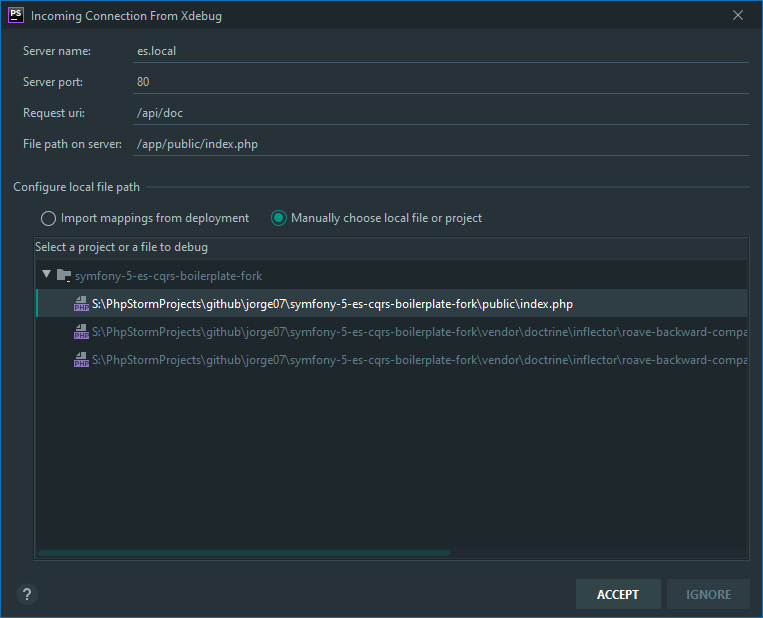 PS Incoming Connection From Xdebug
Server name: es.local
Server port: 80
Request uri: /api/doc
File path on server: /app/public/index.php
Configure local file path
Import mappings from deployment Manually choose local file or project
Select a project or a file to debug
symfony-5-es-cqrs-boilerplate-fork
PHP S:\PhpStormProjects\github\jorge07\symfony-5-es-cqrs-boilerplate-fork\public\index.php
PHP S:\PhpStormProjects\github\jorge07\symfony-5-es-cqrs-boilerplate-fork\vendor\doctrine\inflector\roave-backward-compa
PHP S:\PhpStormProjects\github\jorge07\symfony-5-es-cqrs-boilerplate-fork\vendor\doctrine\inflector\roave-backward-compa
? ACCEPT IGNORE